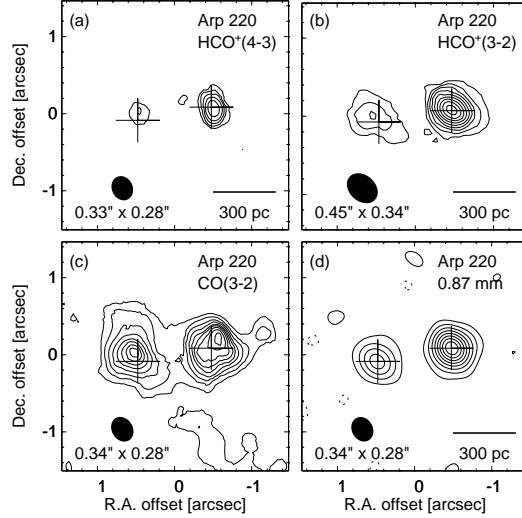 (a)
Arp 220
HCO⁺(4-3)
0.33" x 0.28"
300 pc
Dec. offset [arcsec]
1
0
-1
(b)
Arp 220
HCO⁺(3-2)
0.45" x 0.34"
300 pc
(c)
Arp 220
CO(3-2)
0.34" x 0.28"
Dec. offset [arcsec]
1
0
-1
1
0
-1
R.A. offset [arcsec]
(d)
Arp 220
0.87 mm
0.34" x 0.28"
300 pc
1
0
-1
R.A. offset [arcsec]